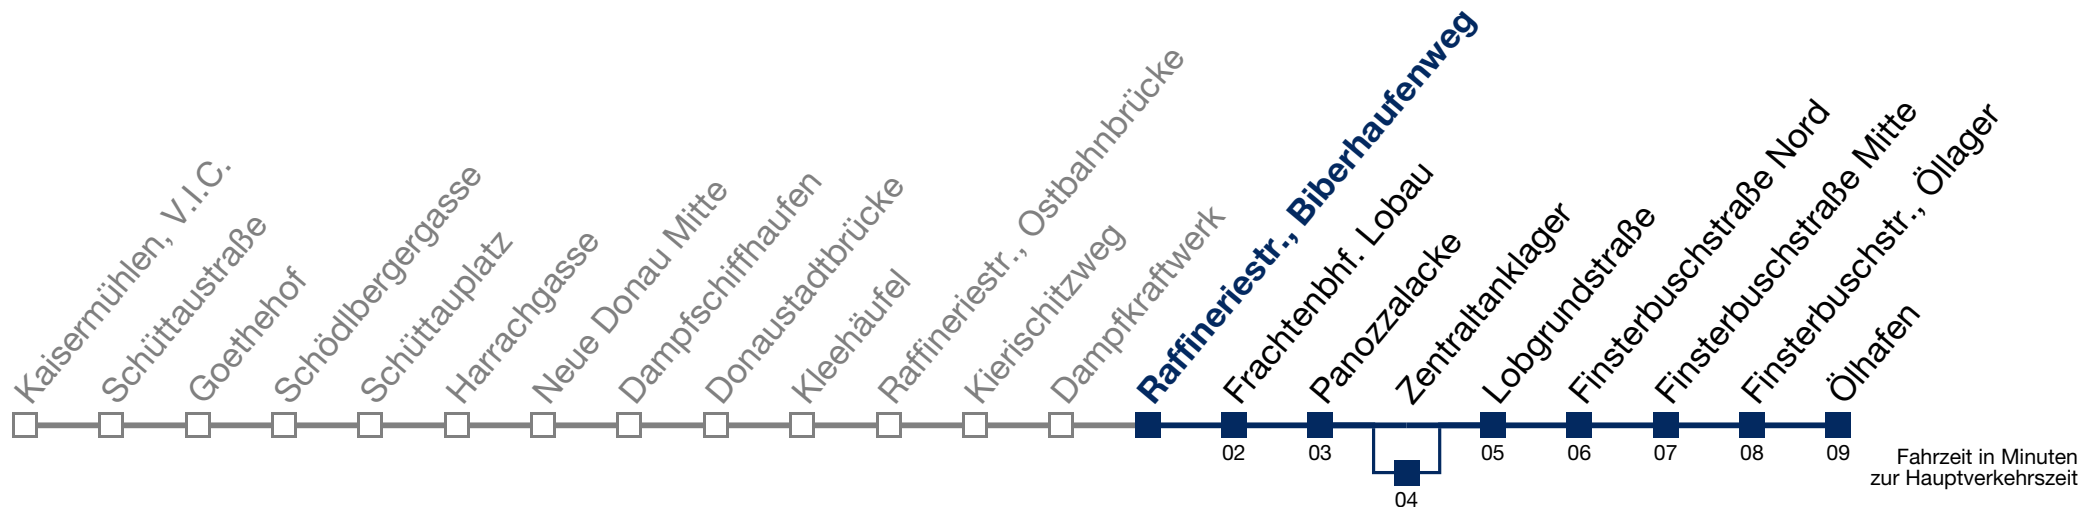 Kaisermühlen, V.I.C.
Schüttaustraße
Goethehof
Schödlbergergasse
Schüttauplatz
Harrachgasse
Neue Donau Mitte
Dampfschiffhaufen
Donaustadtbrücke
Kleehäufel
Raffineriestr., Ostbahnbrücke
Kierischitzweg
Dampfkraftwerk
Raffineriestr., Biberhaufenweg
Frachtenbhf. Lobau
Panozzalacke
Zentraltanklager
Lobgrundstraße
Finsterbuschstraße Nord
Finsterbuschstraße Mitte
Finsterbuschstr., Öllager
Ölhafen
02 03 05 06 07 08 09
04
Fahrzeit in Minuten
zur Hauptverkehrszeit